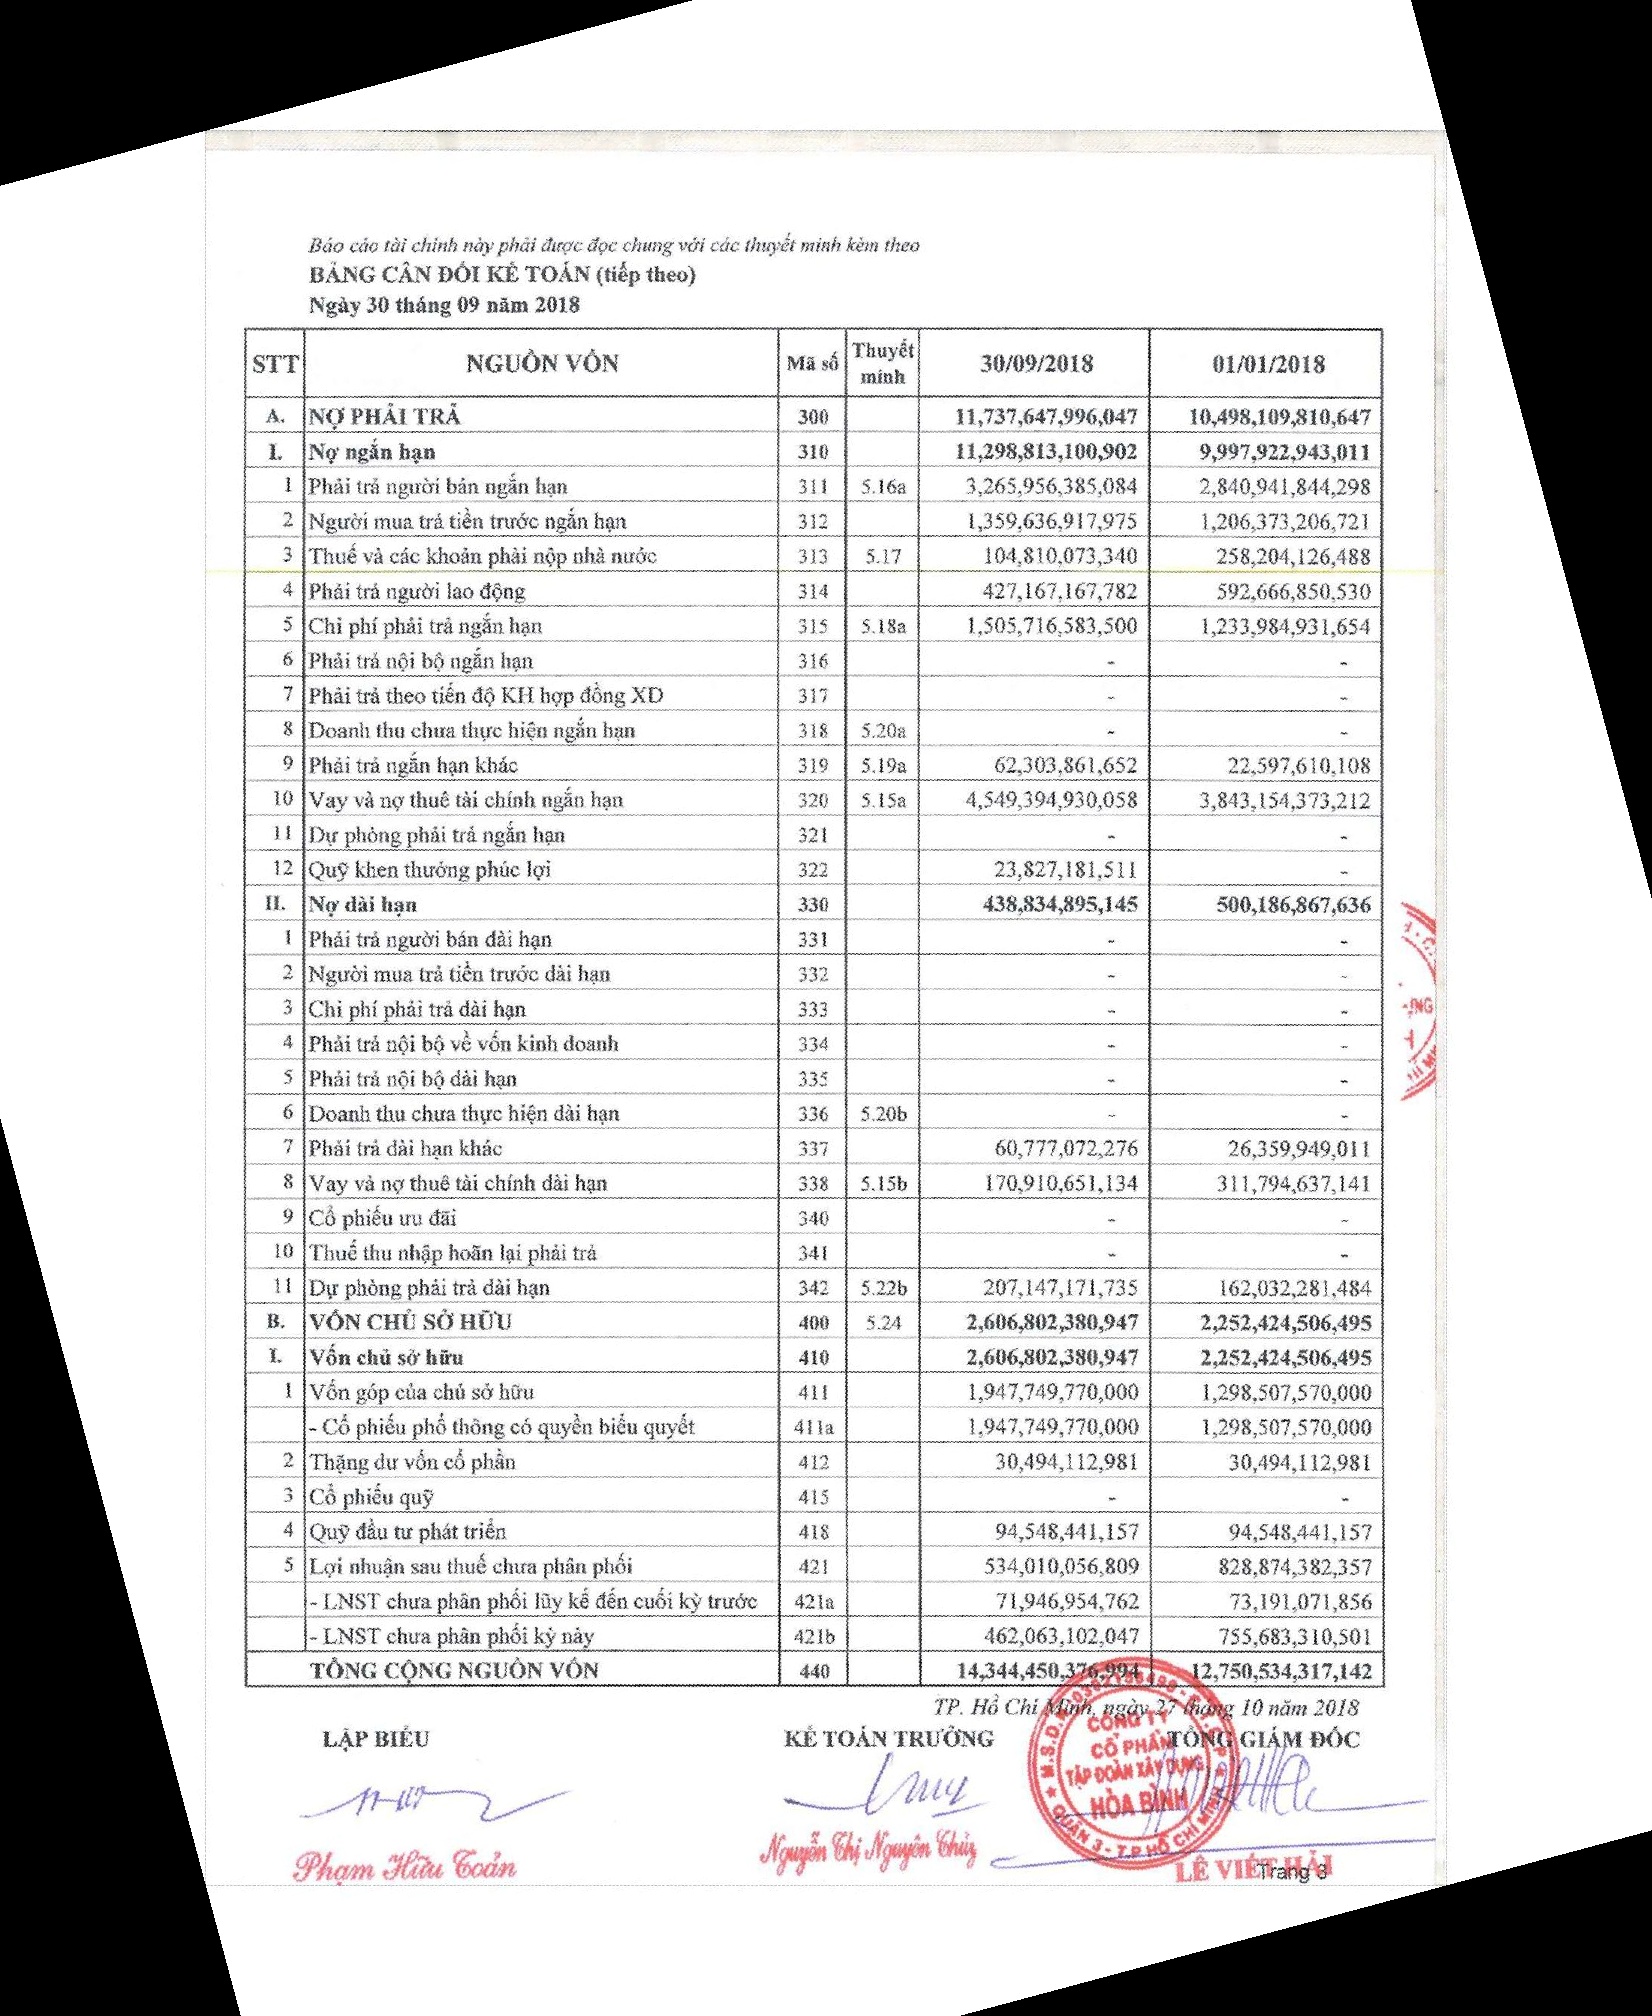 Báo cáo tài chính này phải được đọc chung với các thuyết minh kèm theo
BẢNG CÂN ĐỐI KẾ TOÁN (tiếp theo)
Ngày 30 tháng 09 năm 2018
STT NGUỒN VỐN Mã số Thuyết minh 30/09/2018 01/01/2018
A. NỢ PHẢI TRẢ 300 11,737,647,996,047 10,498,109,810,647
I. Nợ ngắn hạn 310 11,298,813,100,902 9,997,922,943,011
1 Phải trả người bán ngắn hạn 311 5.16a 3,265,956,385,084 2,840,941,844,298
2 Người mua trả tiền trước ngắn hạn 312 1,359,636,917,975 1,206,373,206,721
3 Thuế và các khoản phải nộp nhà nước 313 5.17 104,810,073,340 258,204,126,488
4 Phải trả người lao động 314 427,167,167,782 592,666,850,530
5 Chi phí phải trả ngắn hạn 315 5.18a 1,505,716,583,500 1,233,984,931,654
6 Phải trả nội bộ ngắn hạn 316 - -
7 Phải trả theo tiến độ KH hợp đồng XD 317 - -
8 Doanh thu chưa thực hiện ngắn hạn 318 5.20a - -
9 Phải trả ngắn hạn khác 319 5.19a 62,303,861,652 22,597,610,108
10 Vay và nợ thuê tài chính ngắn hạn 320 5.15a 4,549,394,930,058 3,843,154,373,212
11 Dự phòng phải trả ngắn hạn 321 - -
12 Quỹ khen thưởng phúc lợi 322 23,827,181,511 -
II. Nợ dài hạn 330 438,834,895,145 500,186,867,636
1 Phải trả người bán dài hạn 331 - -
2 Người mua trả tiền trước dài hạn 332 - -
3 Chi phí phải trả dài hạn 333 - -
4 Phải trả nội bộ về vốn kinh doanh 334 - -
5 Phải trả nội bộ dài hạn 335 - -
6 Doanh thu chưa thực hiện dài hạn 336 5.20b - -
7 Phải trả dài hạn khác 337 60,777,072,276 26,359,949,011
8 Vay và nợ thuê tài chính dài hạn 338 5.15b 170,910,651,134 311,794,637,141
9 Cổ phiếu ưu đãi 340 - -
10 Thuế thu nhập hoãn lại phải trả 341 - -
11 Dự phòng phải trả dài hạn 342 5.22b 207,147,171,735 162,032,281,484
B. VỐN CHỦ SỞ HỮU 400 5.24 2,606,802,380,947 2,252,424,506,495
I. Vốn chủ sở hữu 410 2,606,802,380,947 2,252,424,506,495
1 Vốn góp của chủ sở hữu 411 1,947,749,770,000 1,298,507,570,000
- Cổ phiếu phổ thông có quyền biểu quyết 411a 1,947,749,770,000 1,298,507,570,000
2 Thặng dư vốn cổ phần 412 30,494,112,981 30,494,112,981
3 Cổ phiếu quỹ 415 - -
4 Quỹ đầu tư phát triển 418 94,548,441,157 94,548,441,157
5 Lợi nhuận sau thuế chưa phân phối 421 534,010,056,809 828,874,382,357
- LNST chưa phân phối lũy kế đến cuối kỳ trước 421a 71,946,954,762 73,191,071,856
- LNST chưa phân phối kỳ này 421b 462,063,102,047 755,683,310,501
TỔNG CỘNG NGUỒN VỐN 440 14,344,450,376,994 12,750,534,317,142
TP. Hồ Chí Minh, ngày 27 tháng 10 năm 2018
LẬP BIỂU KẾ TOÁN TRƯỞNG TỔNG GIÁM ĐỐC
CÔNG TY
CỔ PHẦN
TẬP ĐOÀN XÂY DỰNG
HÒA BÌNH
QUẬN 3 - T.P HỒ CHÍ MINH
Phạm Hữu Toản Nguyễn Thị Nguyên Thủy LÊ VIẾT HẢI
Trang 3